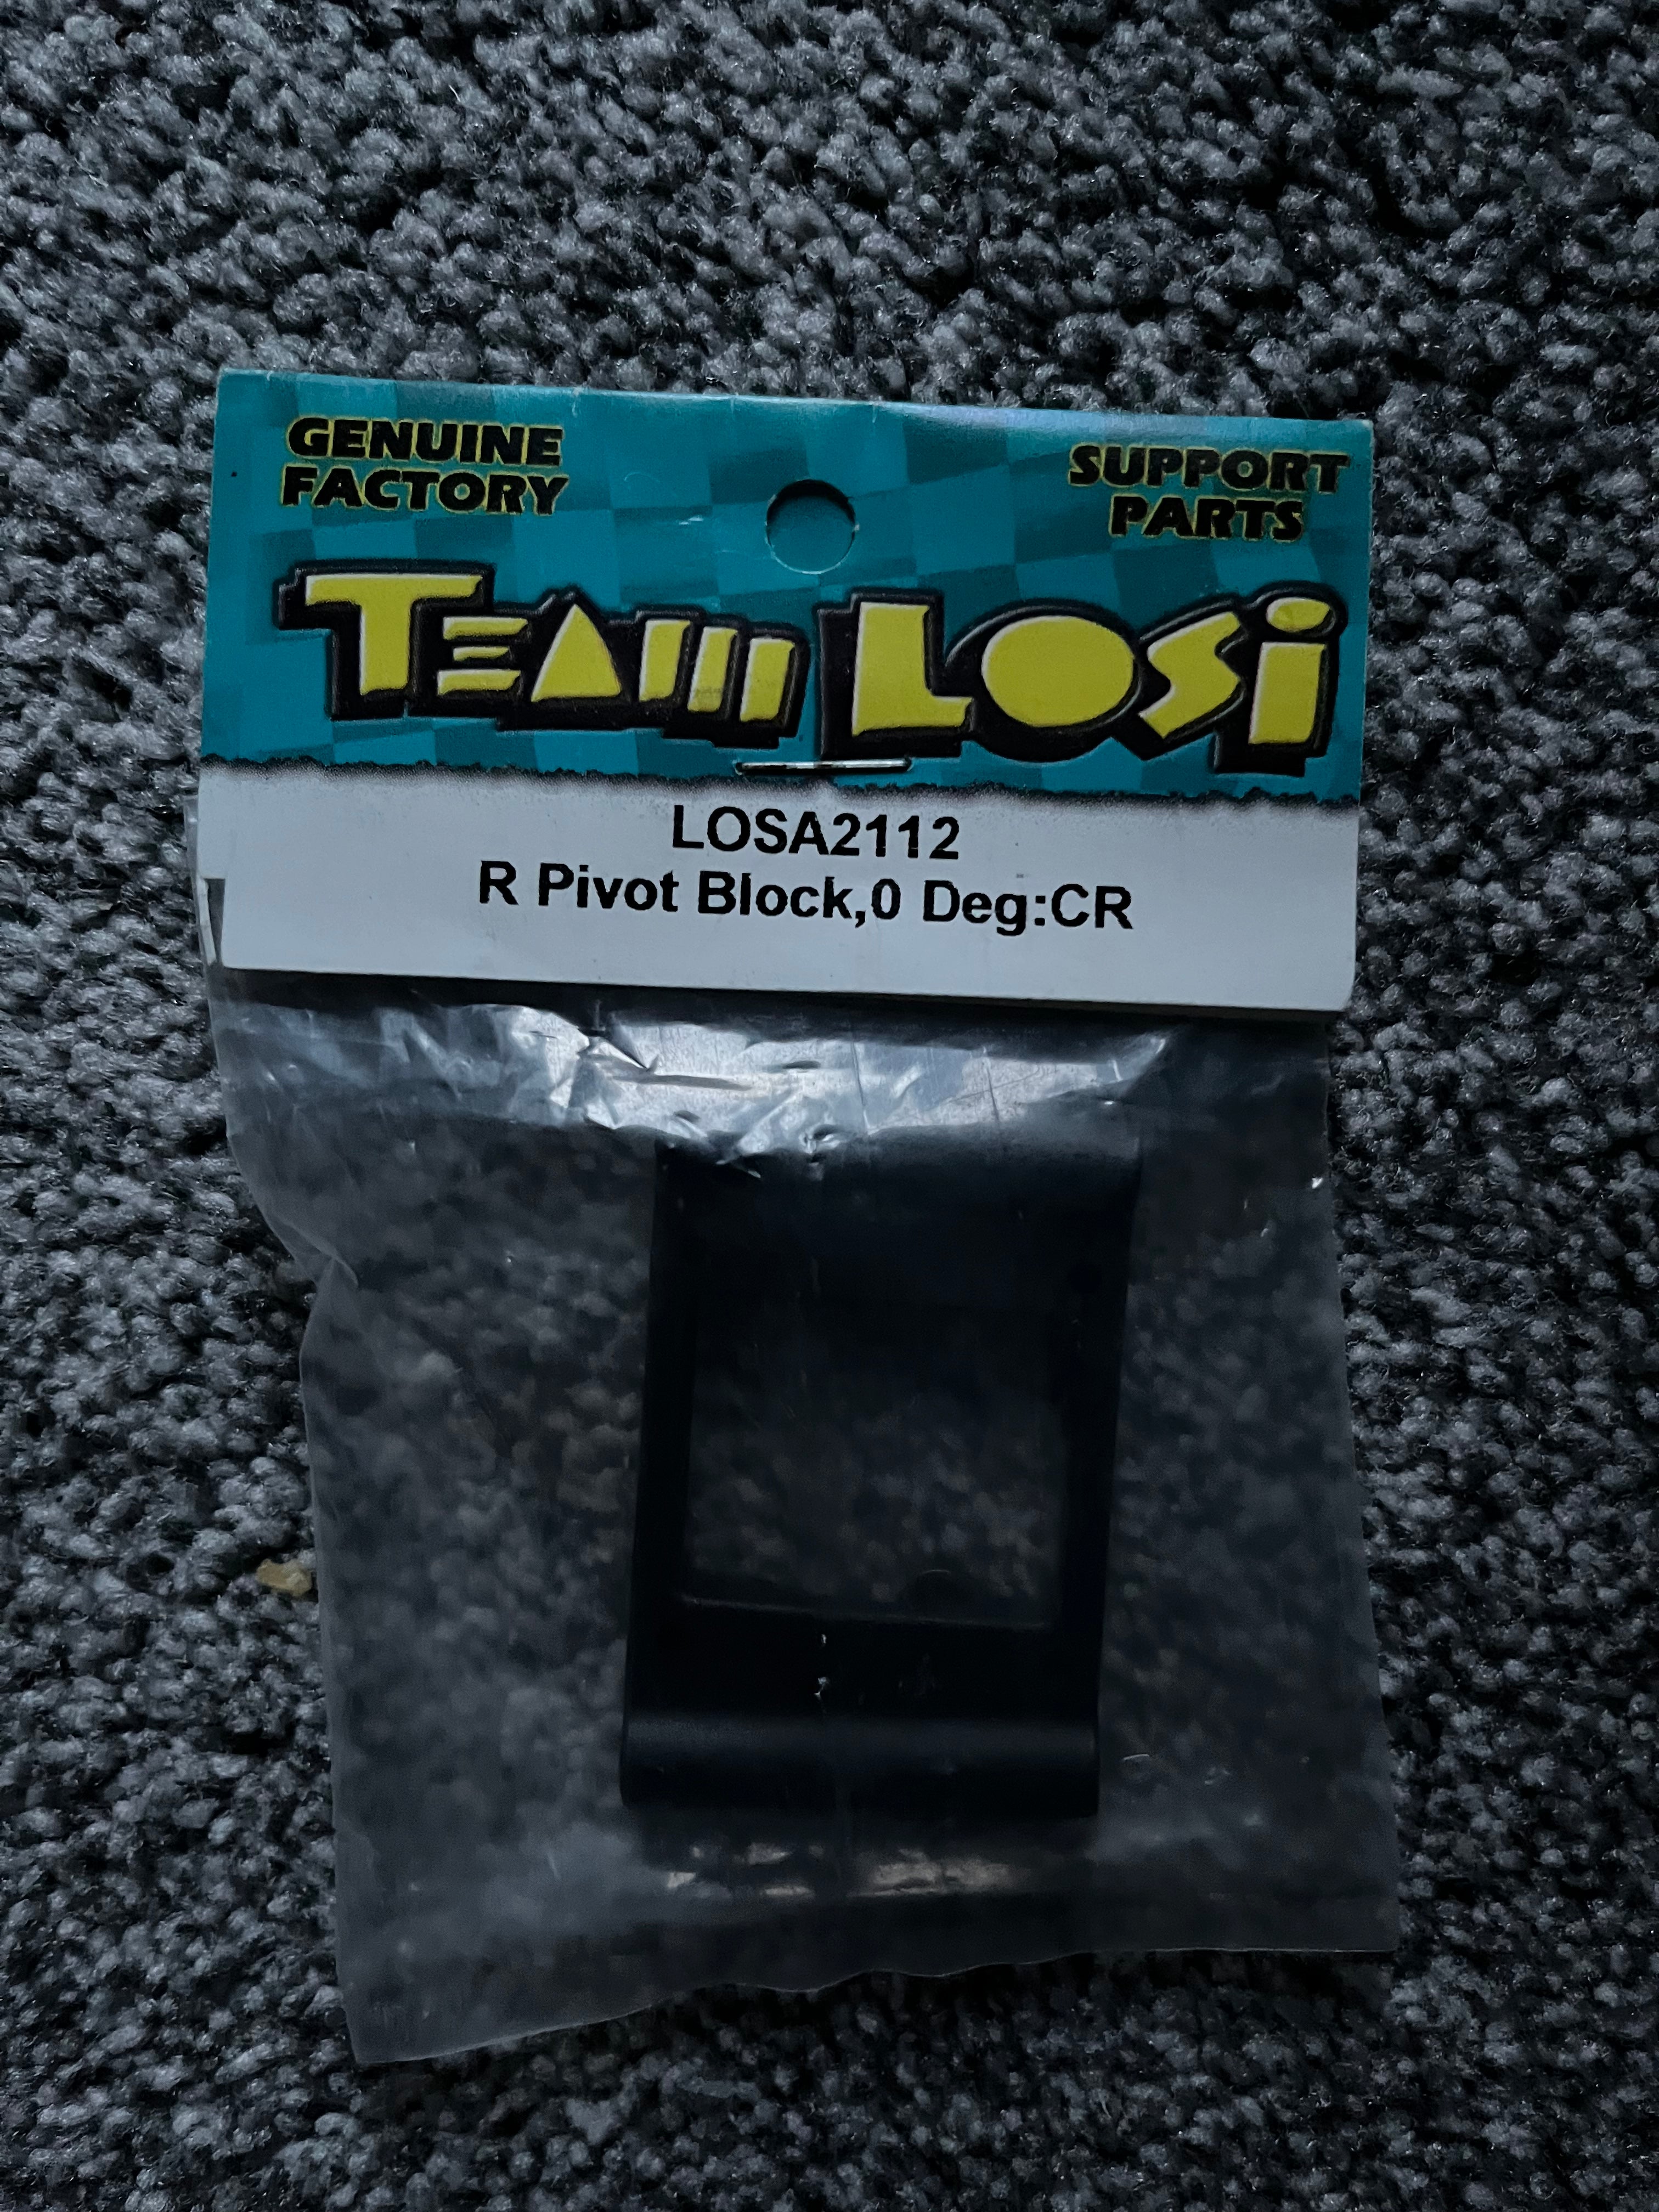 GENUINE
FACTORY
SUPPORT
PARTS
TEAM LOSI
LOSA2112
R Pivot Block,0 Deg:CR